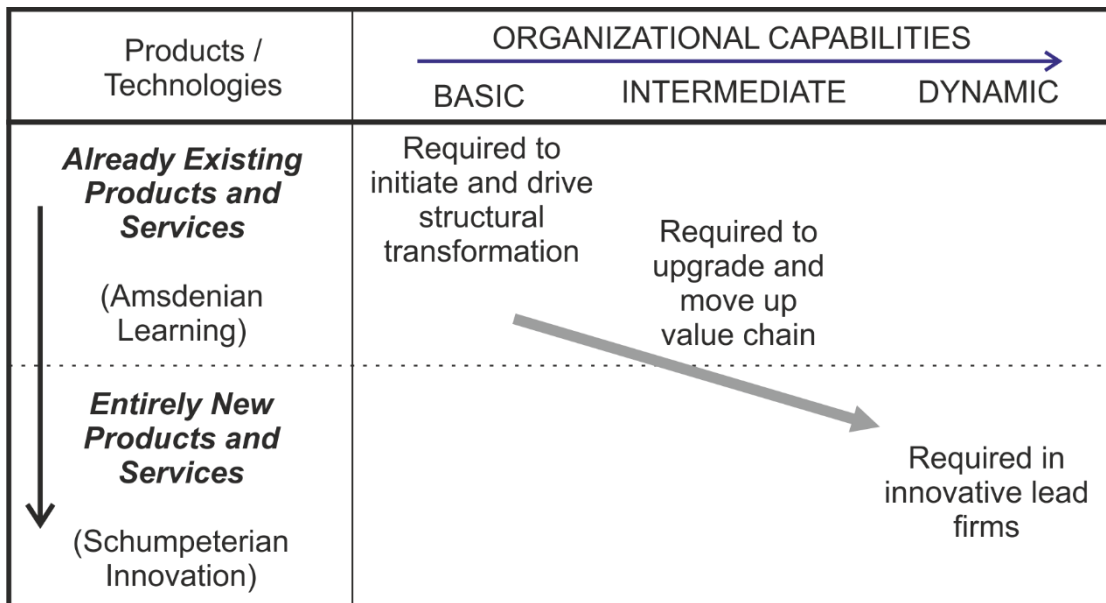 Products /
Technologies
ORGANIZATIONAL CAPABILITIES
BASIC
INTERMEDIATE
DYNAMIC
Already Existing
Products and
Services
(Amsdenian
Learning)
Required to
initiate and drive
structural
transformation
Required to
upgrade and
move up
value chain
Entirely New
Products and
Services
(Schumpeterian
Innovation)
Required in
innovative lead
firms